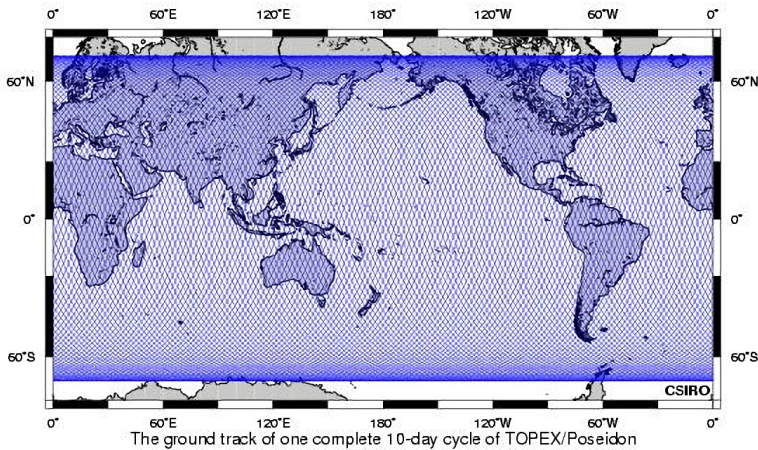 0° 60°E 120°E 180° 120°W 60°W 0°
60°N 60°N
0° 0°
60°S 60°S
CSIRO
0° 60°E 120°E 180° 120°W 60°W 0°
The ground track of one complete 10-day cycle of TOPEX/Poseidon